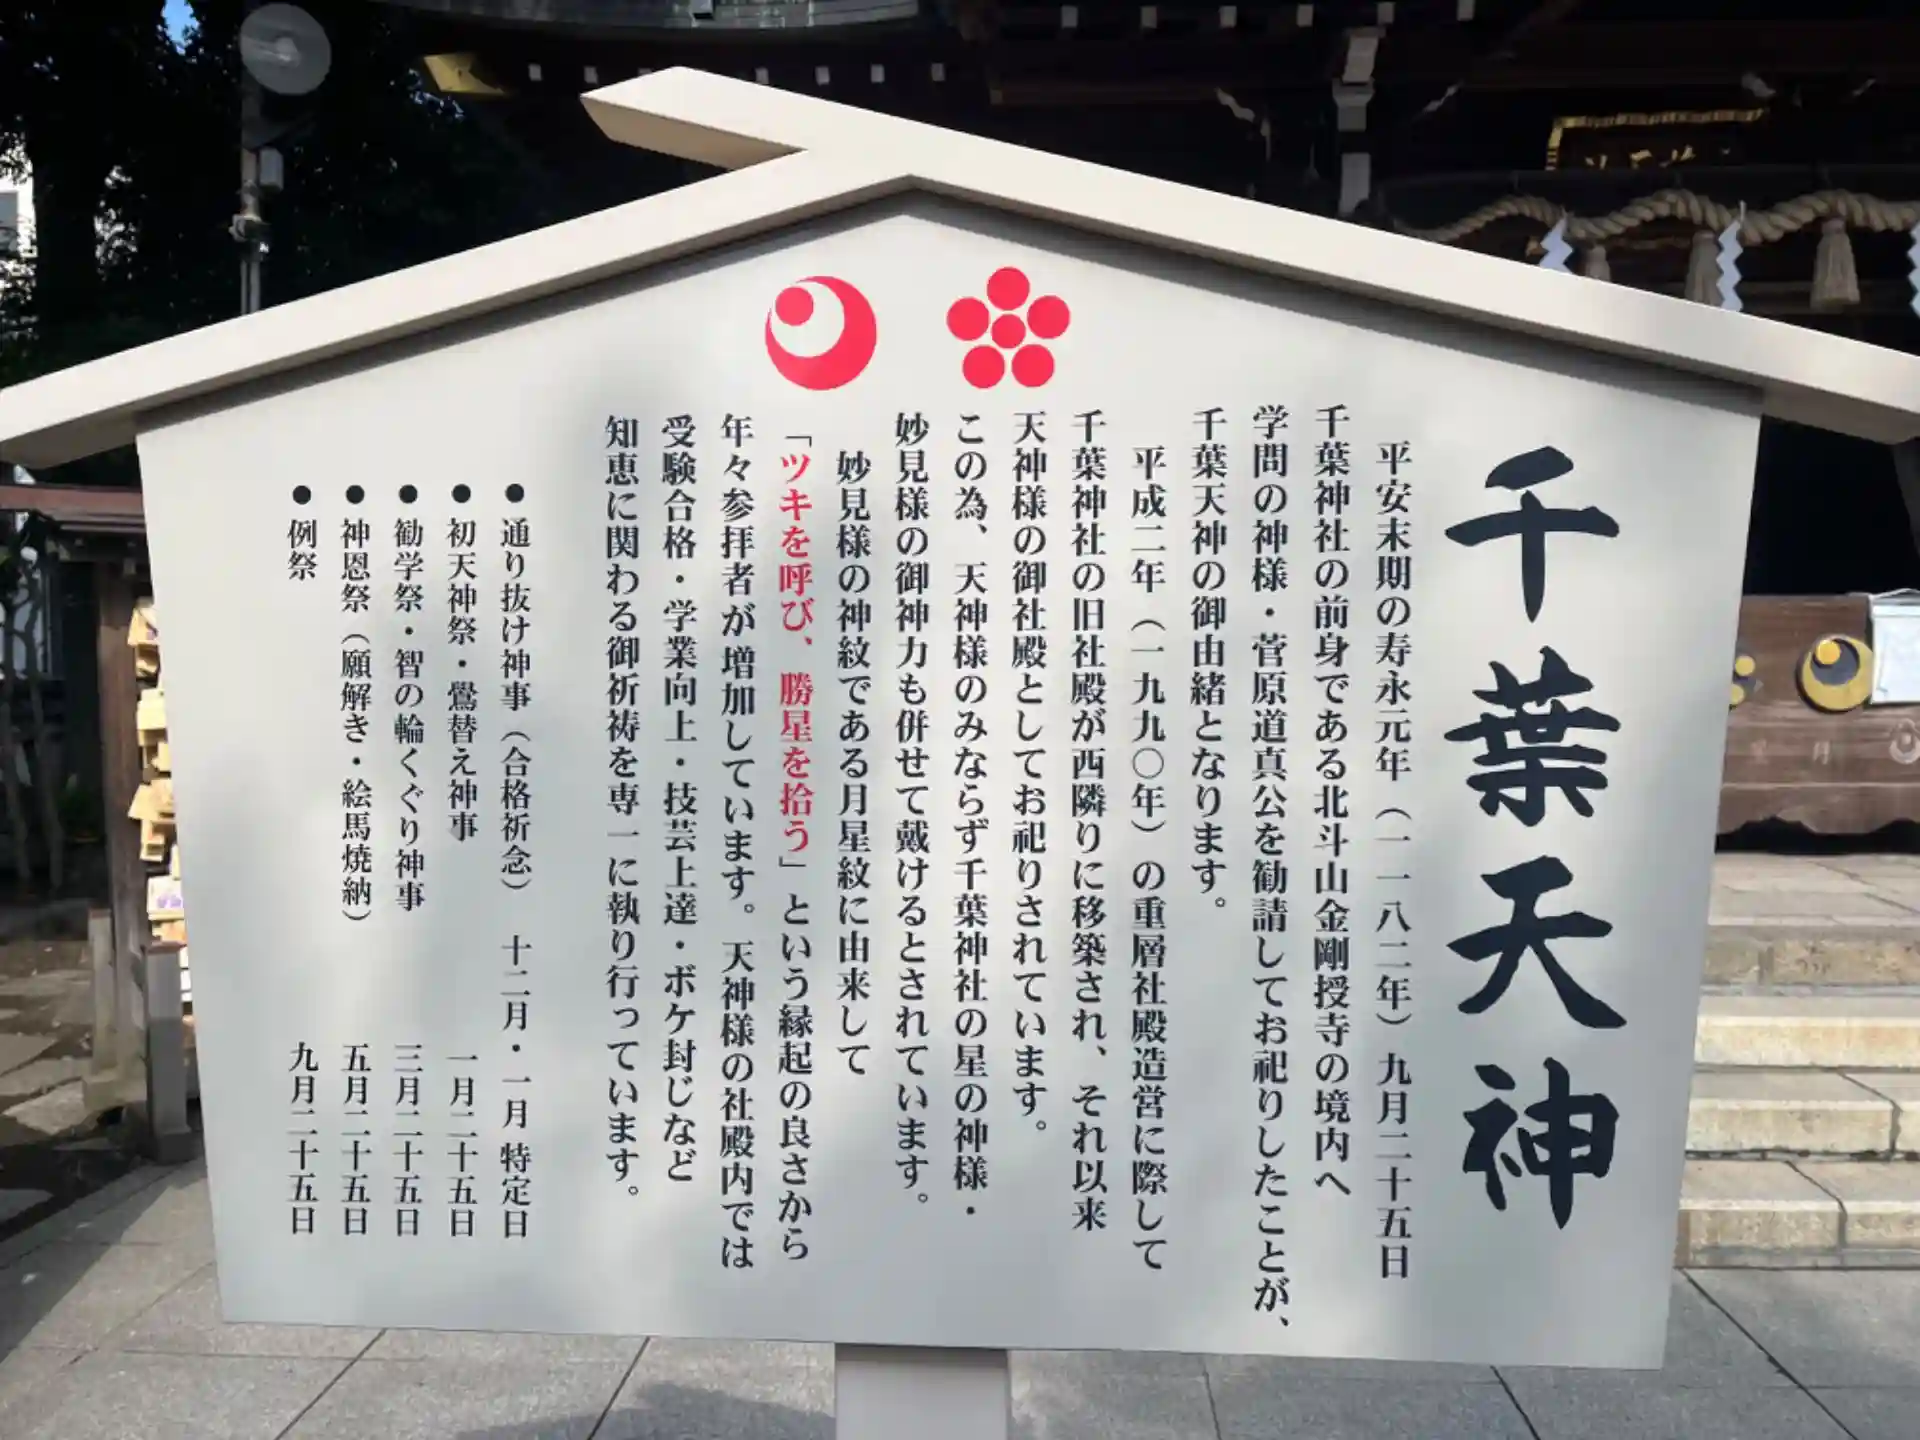 千葉天神
平安末期の寿永元年（一一八二年）九月二十五日
千葉神社の前身である北斗山金剛授寺の境内へ
学問の神様・菅原道真公を勧請してお祀りしたことが、
千葉天神の御由緒となります。
平成二年（一九九〇年）の重層社殿造営に際して
千葉神社の旧社殿が西隣りに移築され、それ以来
天神様の御社殿としてお祀りされています。
この為、天神様のみならず千葉神社の星の神様・
妙見様の御神力も併せて戴けるとされています。
妙見様の神紋である月星紋に由来して
「ツキを呼び、勝星を拾う」という縁起の良さから
年々参拝者が増加しています。天神様の社殿内では
受験合格・学業向上・技芸上達・ボケ封じなど
知恵に関わる御祈祷を専一に執り行っています。
●通り抜け神事（合格祈念）　十二月・一月 特定日
●初天神祭・鷽替え神事　一月二十五日
●勧学祭・智の輪くぐり神事　三月二十五日
●神恩祭（願解き・絵馬焼納）　五月二十五日
●例祭　九月二十五日